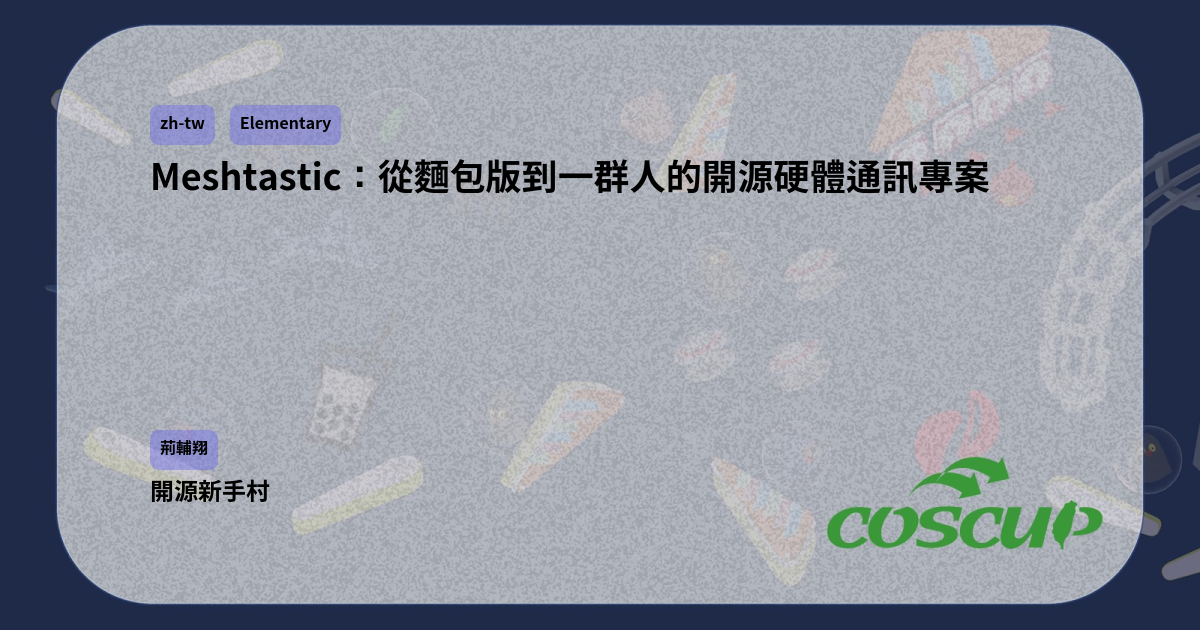 zh-tw Elementary
Meshtastic：從麵包版到一群人的開源硬體通訊專案
荊輔翔
開源新手村
COSCUP